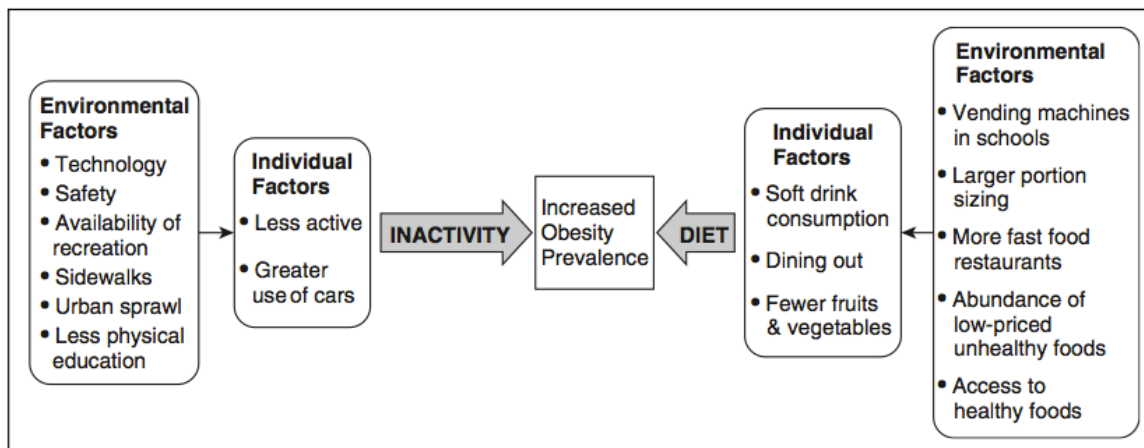 Environmental
Factors
• Technology
• Safety
• Availability of
recreation
• Sidewalks
• Urban sprawl
• Less physical
education
Individual
Factors
• Less active
• Greater
use of cars
INACTIVITY
Increased
Obesity
Prevalence
DIET
Individual
Factors
• Soft drink
consumption
• Dining out
• Fewer fruits
& vegetables
Environmental
Factors
• Vending machines
in schools
• Larger portion
sizing
• More fast food
restaurants
• Abundance of
low-priced
unhealthy foods
• Access to
healthy foods